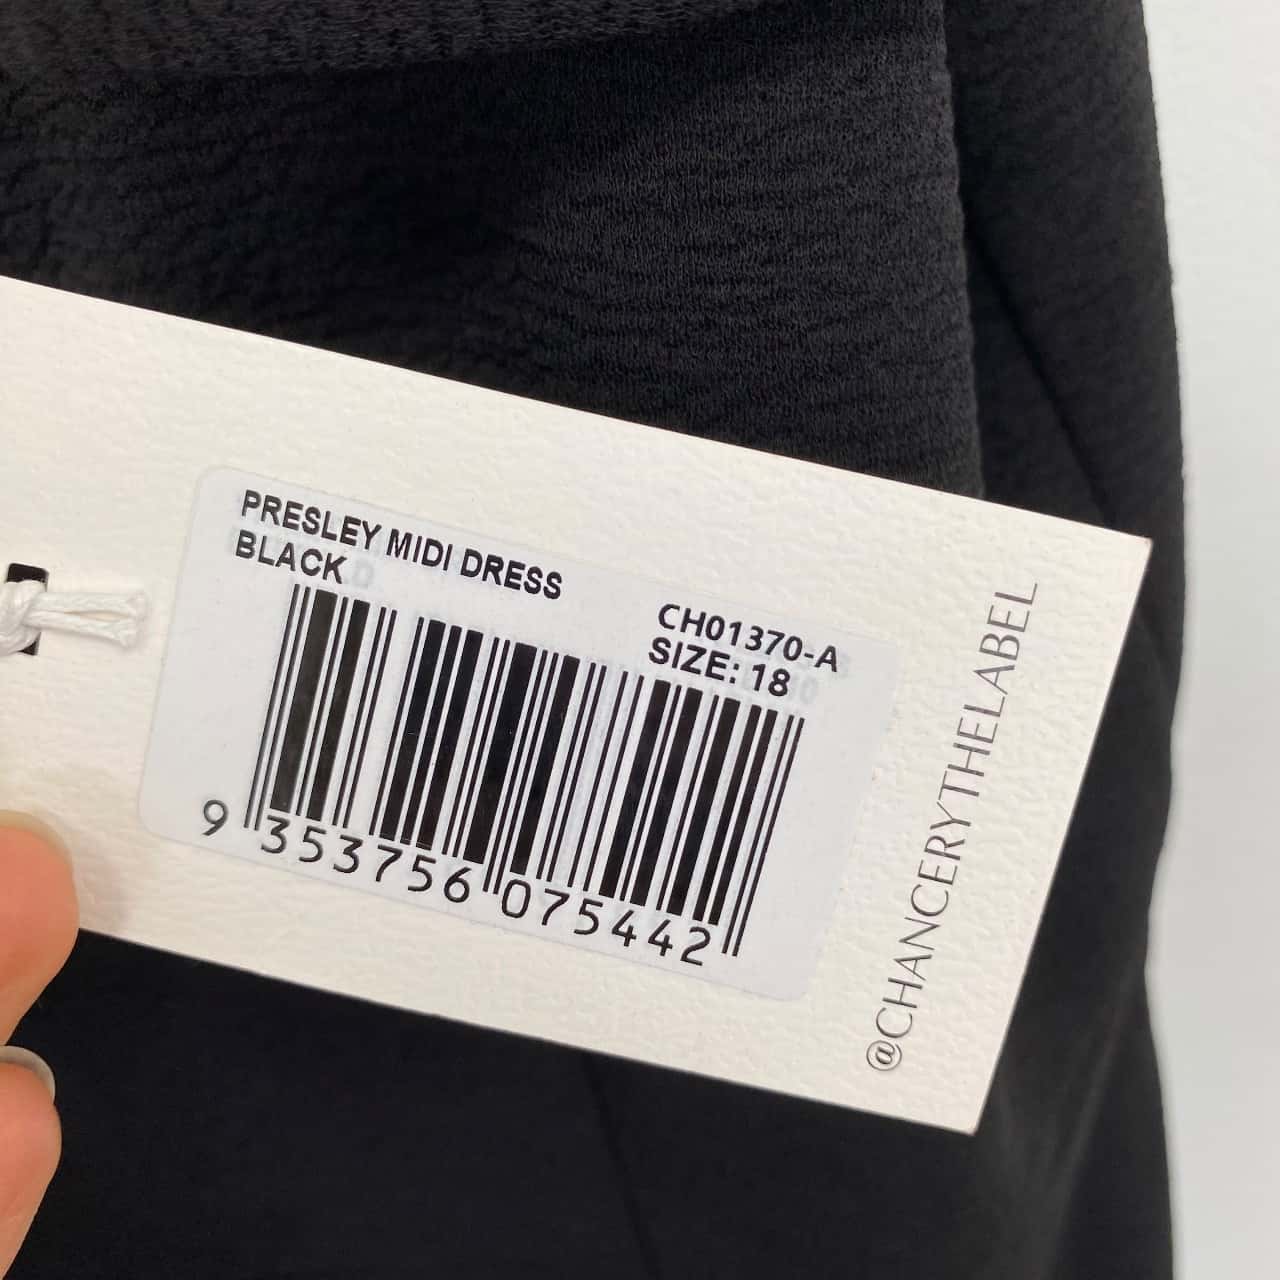 PRESLEY MIDI DRESS
BLACK
CH01370-A
SIZE: 18
9 353756 075442
@CHANCERYTHELABEL